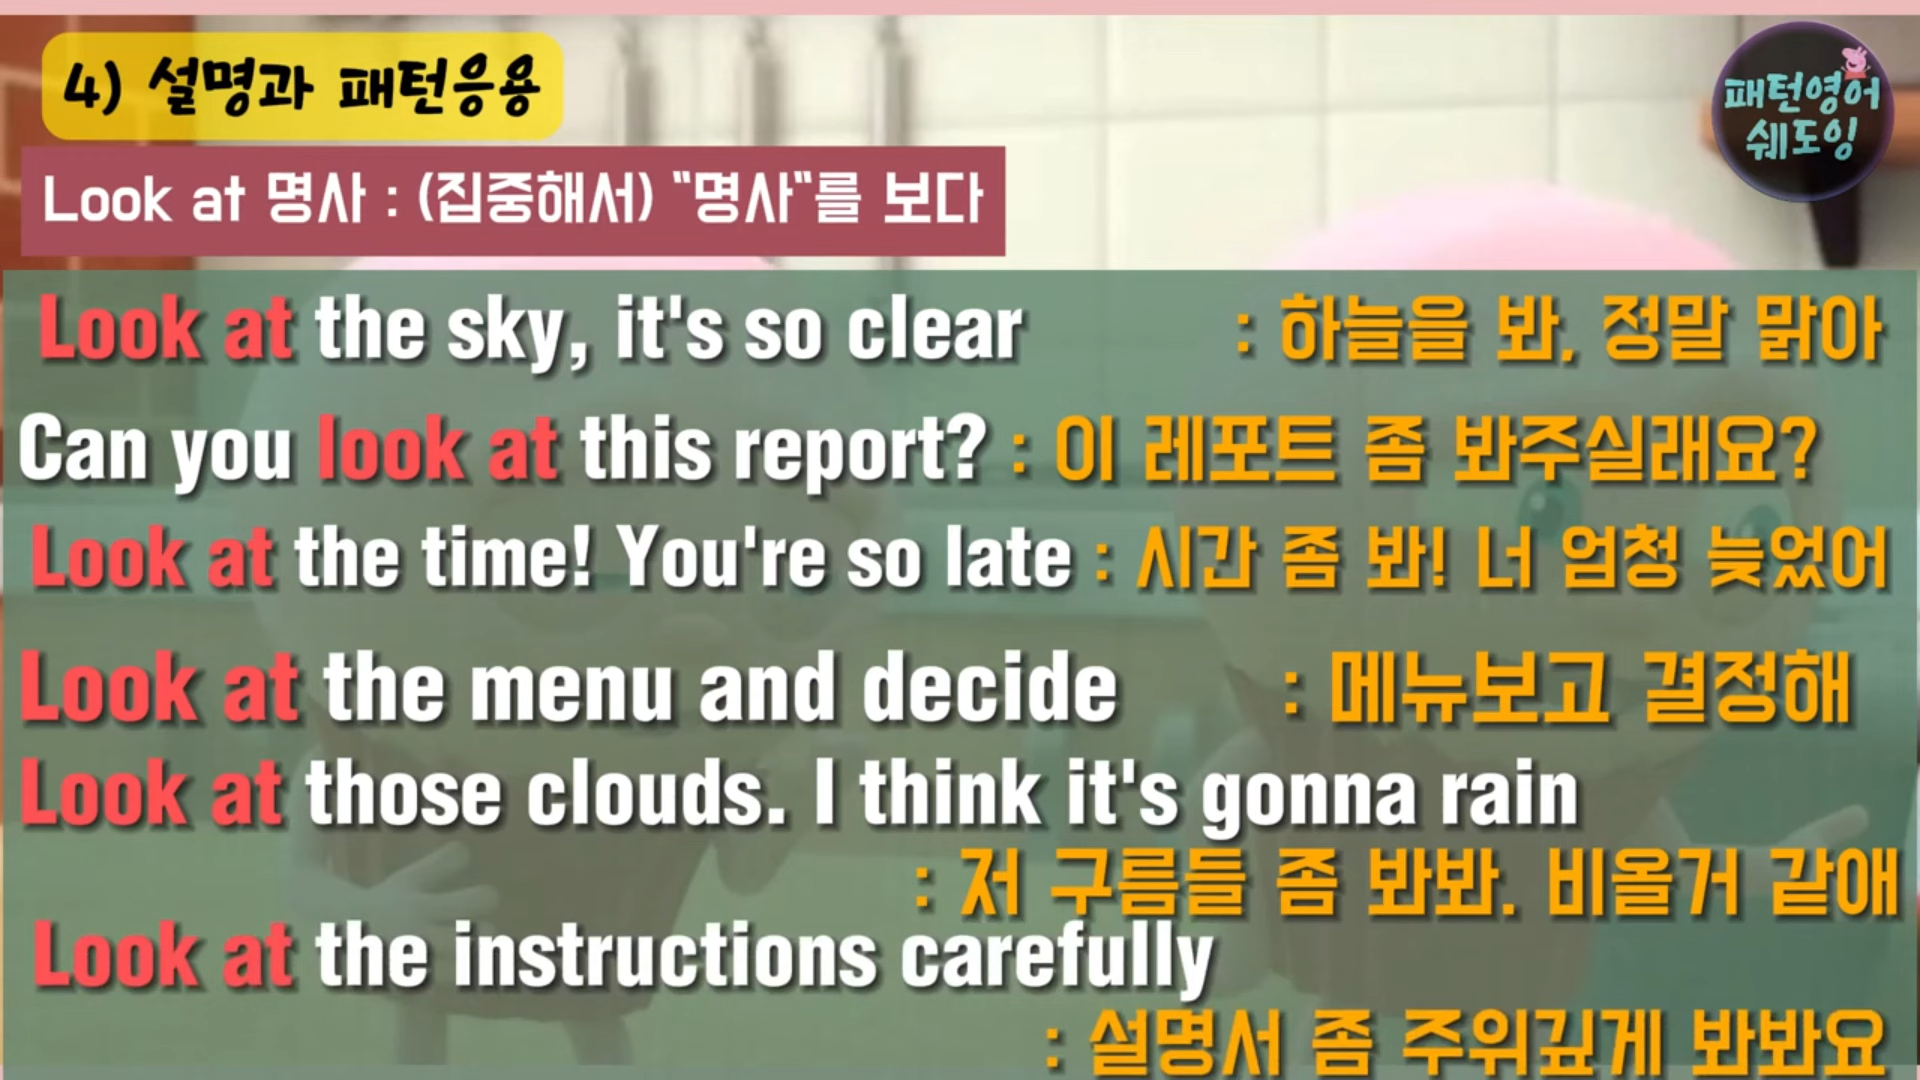 4) 설명과 패턴응용
패턴영어
쉐도잉
Look at 명사 : (집중해서) "명사"를 보다
Look at the sky, it's so clear : 하늘을 봐, 정말 맑아
Can you look at this report? : 이 레포트 좀 봐주실래요?
Look at the time! You're so late : 시간 좀 봐! 너 엄청 늦었어
Look at the menu and decide : 메뉴보고 결정해
Look at those clouds. I think it's gonna rain
: 저 구름들 좀 봐봐. 비올거 같애
Look at the instructions carefully
: 설명서 좀 주위깊게 봐봐요